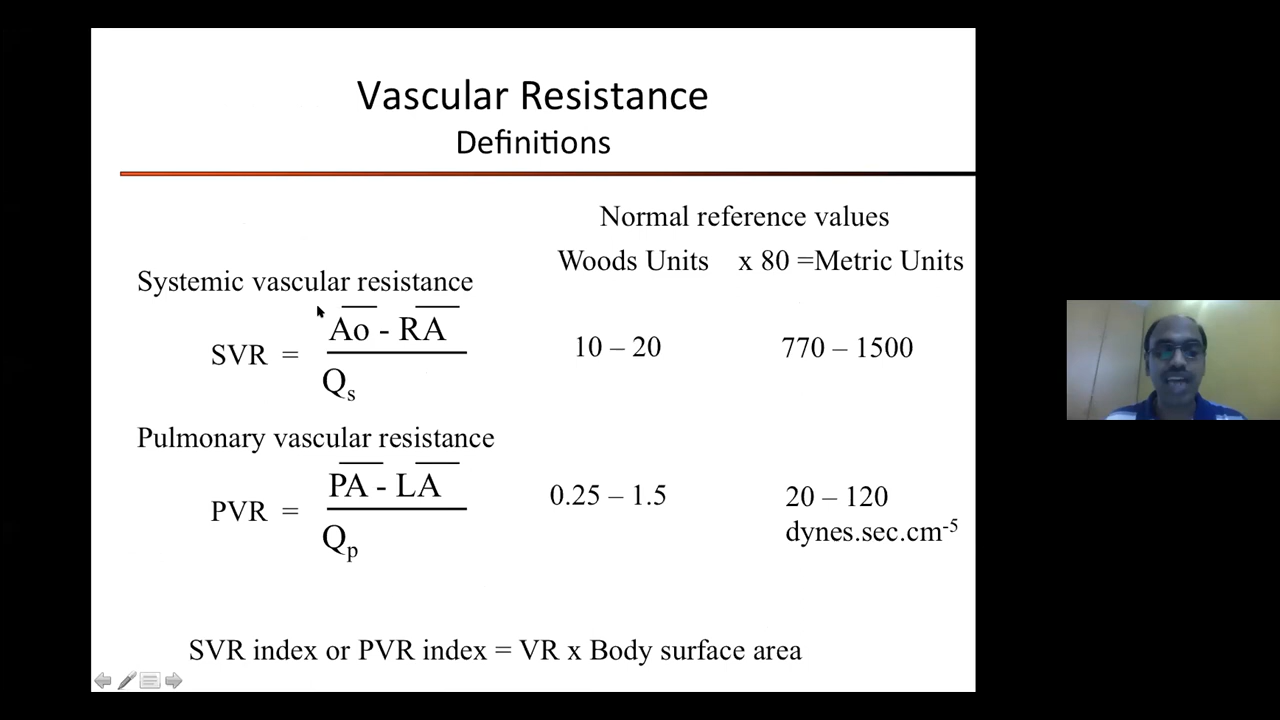 Vascular Resistance
Definitions
Normal reference values
Woods Units x 80 =Metric Units
Systemic vascular resistance
SVR = Ao - RA
Qs
10 – 20 770 – 1500
Pulmonary vascular resistance
PVR = PA - LA
Qp
0.25 – 1.5 20 – 120
dynes.sec.cm-5
SVR index or PVR index = VR x Body surface area